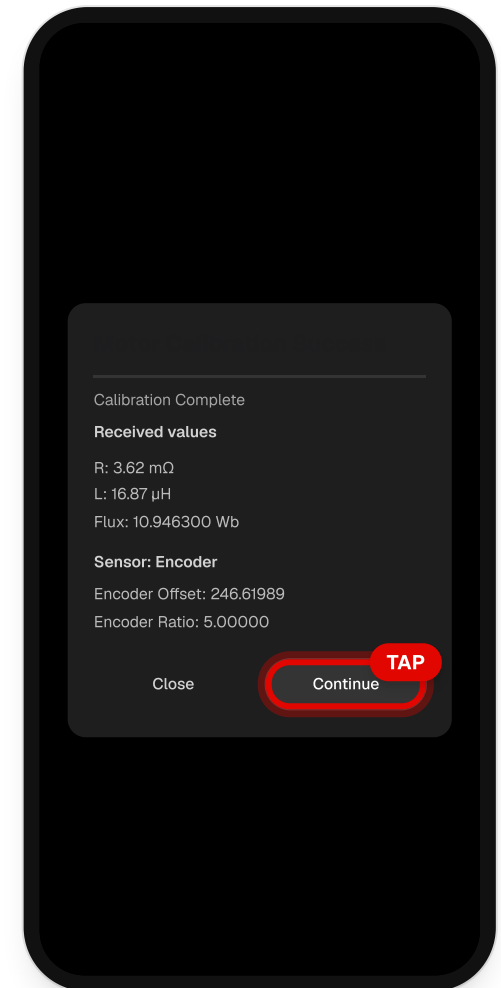 Calibration Complete
Received values
R: 3.62 mΩ
L: 16.87 µH
Flux: 10.946300 Wb
Sensor: Encoder
Encoder Offset: 246.61989
Encoder Ratio: 5.00000
TAP
Close
Continue